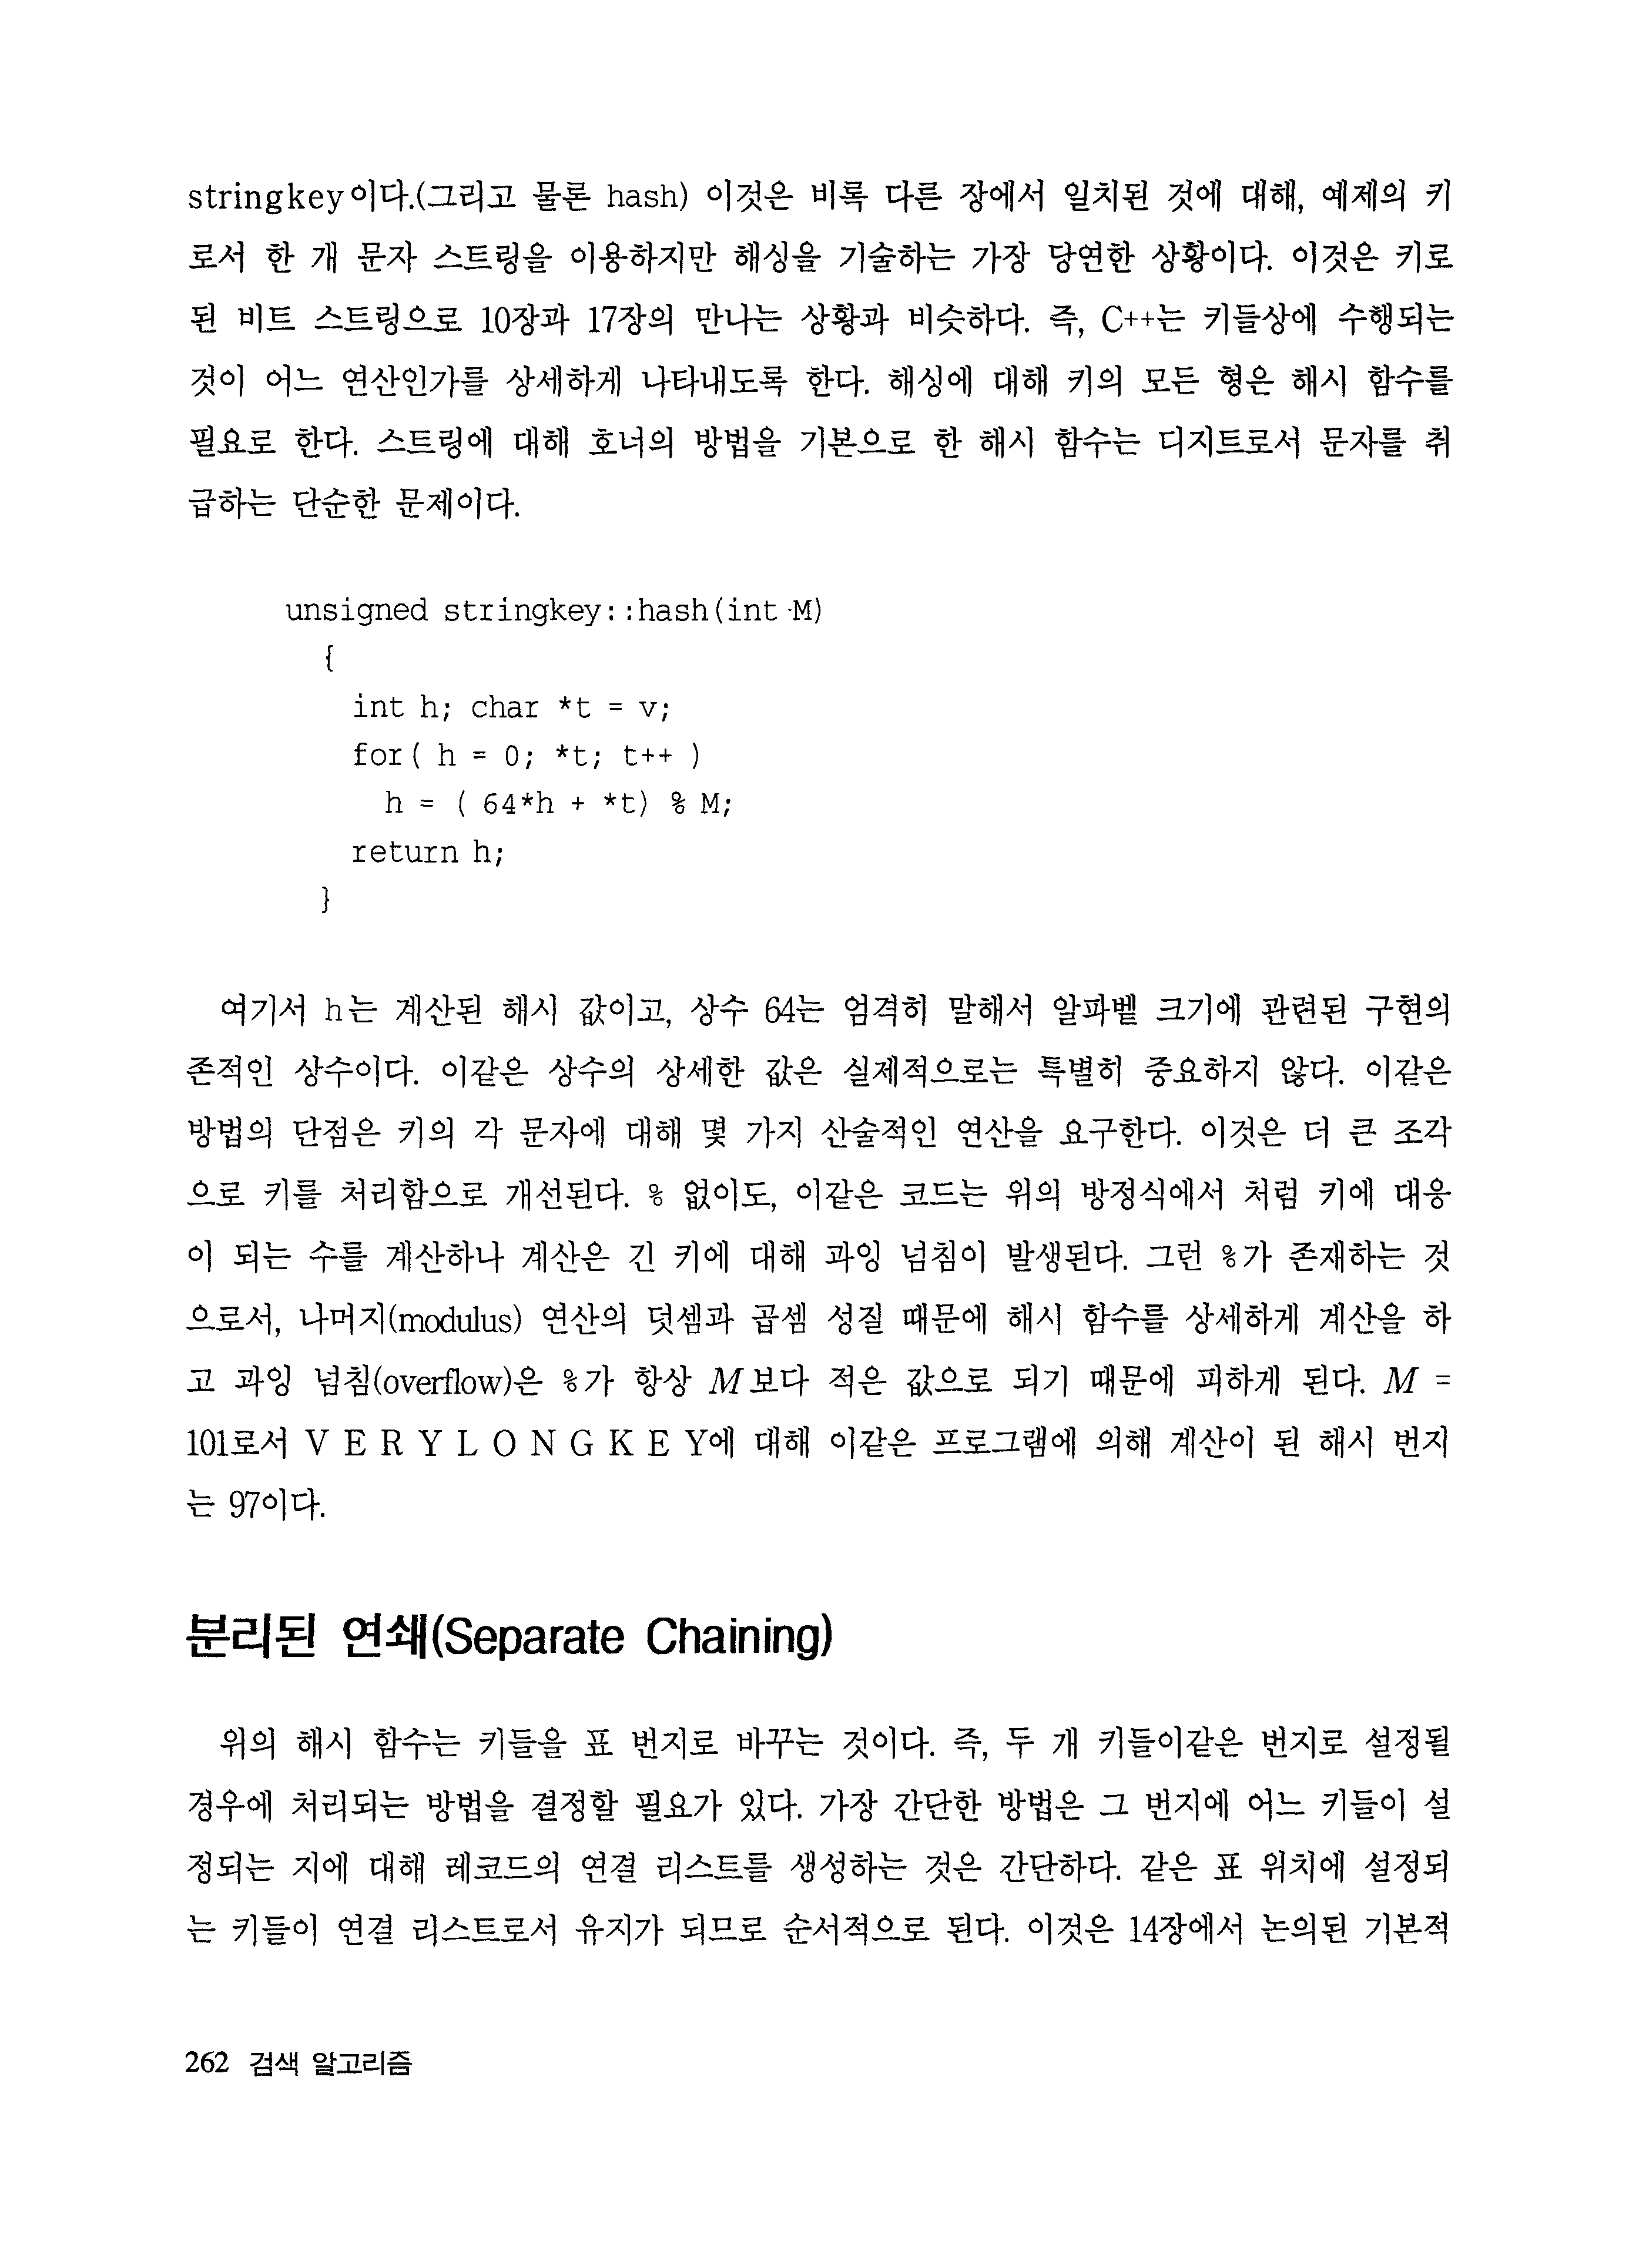 stringkey이다.(그리고 물론 hash) 이것은 비록 다른 장에서 일치된 것에 대해, 예제의 키
로서 한 개 문자 스트링을 이용하지만 해싱을 기술하는 가장 당연한 상황이다. 이것은 키로
된 비트 스트링으로 10장과 17장의 만나는 상황과 비슷하다. 즉, C++는 키들상에 수행되는
것이 어느 연산인가를 상세하게 나타내도록 한다. 해싱에 대해 키의 모든 형은 해시 함수를
필요로 한다. 스트링에 대해 호너의 방법을 기본으로 한 해시 함수는 디지트로서 문자를 취
급하는 단순한 문제이다.
unsigned stringkey::hash(int M)
{
int h; char *t = v;
for( h = 0; *t; t++ )
h = ( 64*h + *t) % M;
return h;
}
여기서 h는 계산된 해시 값이고, 상수 64는 엄격히 말해서 알파벨 크기에 관련된 구현의
존적인 상수이다. 이같은 상수의 상세한 값은 실제적으로는 특별히 중요하지 않다. 이같은
방법의 단점은 키의 각 문자에 대해 몇 가지 산술적인 연산을 요구한다. 이것은 더 큰 조각
으로 키를 처리함으로 개선된다. % 없이도, 이같은 코드는 위의 방정식에서 처럼 키에 대응
이 되는 수를 계산하나 계산은 긴 키에 대해 과잉 넘침이 발생된다. 그런 %가 존재하는 것
으로서, 나머지(modulus) 연산의 덧셈과 곱셈 성질 때문에 해시 함수를 상세하게 계산을 하
고 과잉 넘침(overflow)은 %가 항상 M보다 적은 값으로 되기 때문에 피하게 된다. M =
101로서 V E R Y L O N G K E Y에 대해 이같은 프로그램에 의해 계산이 된 해시 번지
는 97이다.
분리된 연쇄(Separate Chaining)
위의 해시 함수는 키들을 표 번지로 바꾸는 것이다. 즉, 두 개 키들이같은 번지로 설정될
경우에 처리되는 방법을 결정할 필요가 있다. 가장 간단한 방법은 그 번지에 어느 키들이 설
정되는 지에 대해 레코드의 연결 리스트를 생성하는 것은 간단하다. 같은 표 위치에 설정되
는 키들이 연결 리스트로서 유지가 되므로 순서적으로 된다. 이것은 14장에서 논의된 기본적
262 검색 알고리즘